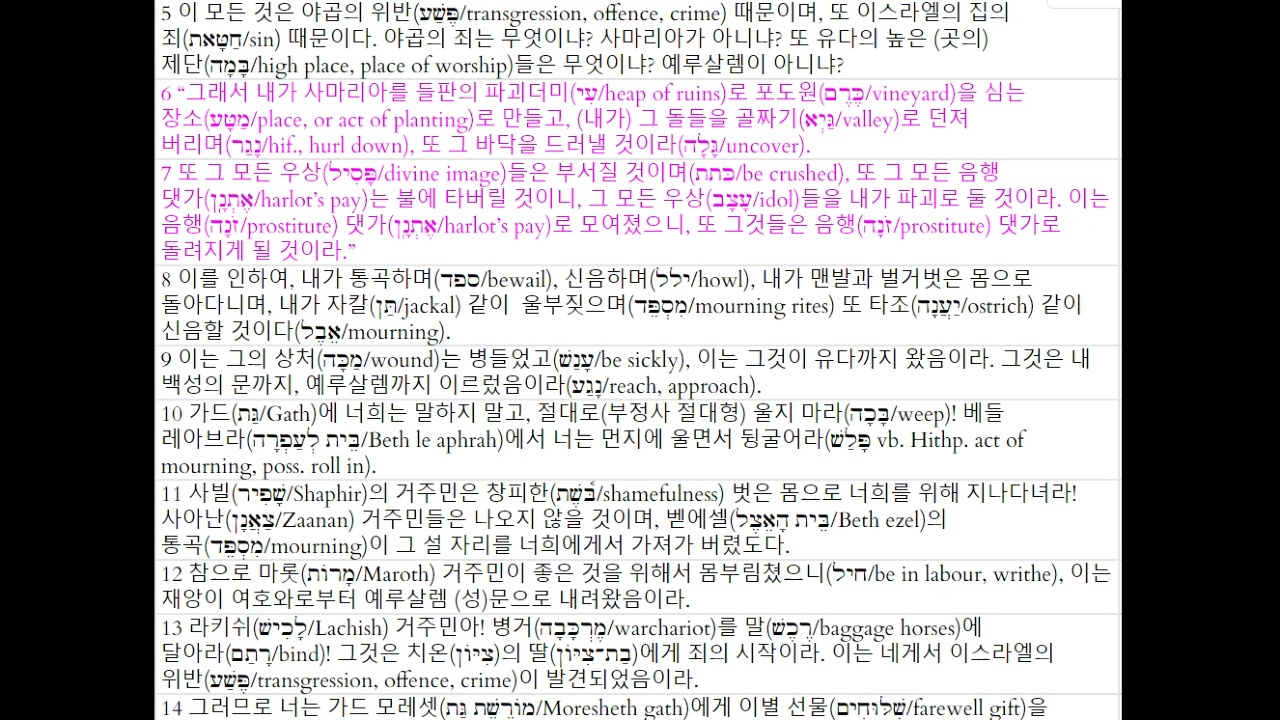 5 이 모든 것은 야곱의 위반(פֶּשַׁע/transgression, offence, crime) 때문이며, 또 이스라엘의 집의
죄(חַטָּאת/sin) 때문이다. 야곱의 죄는 무엇이냐? 사마리아가 아니냐? 또 유다의 높은 (곳의)
제단(בָּמָה/high place, place of worship)들은 무엇이냐? 예루살렘이 아니냐?
6 “그래서 내가 사마리아를 들판의 파괴더미(עִי/heap of ruins)로 포도원(כֶּרֶם/vineyard)을 심는
장소(מַטָּע/place, or act of planting)로 만들고, (내가) 그 돌들을 골짜기(גַּיְא/valley)로 던져
버리며(נָגַר/hif., hurl down), 또 그 바닥을 드러낼 것이라(גָּלָה/uncover).
7 또 그 모든 우상(פָּסִיל/divine image)들은 부서질 것이며(כתת/be crushed), 또 그 모든 음행
댓가(אֶתְנָןַ/harlot’s pay)는 불에 타버릴 것이니, 그 모든 우상(עָצָב/idol)들을 내가 파괴로 둘 것이라. 이는
음행(זֹנָה/prostitute) 댓가(אֶתְנָןַ/harlot’s pay)로 모여졌으니, 또 그것들은 음행(זֹנָה/prostitute) 댓가로
돌려지게 될 것이라.”
8 이를 인하여, 내가 통곡하며(ספד/bewail), 신음하며(ילל/howl), 내가 맨발과 벌거벗은 몸으로
돌아다니며, 내가 자칼(תַּן/jackal) 같이 울부짖으며(מִסְפֵּד/mourning rites) 또 타조(יַעֲנָה/ostrich) 같이
신음할 것이다(אֵבֶל/mourning).
9 이는 그의 상처(מַכָּה/wound)는 병들었고(עָנַשׁ/be sickly), 이는 그것이 유다까지 왔음이라. 그것은 내
백성의 문까지, 예루살렘까지 이르렀음이라(נָגַע/reach, approach).
10 가드(גַּת/Gath)에 너희는 말하지 말고, 절대로(부정사 절대형) 울지 마라(בָּכָה/weep)! 베들
레아브라(בֵּית לְעַפְרָה/Beth le aphrah)에서 너는 먼지에 울면서 뒹굴어라(פָּלַשׁ vb. Hithp. act of
mourning, poss. roll in).
11 사빌(שָׁפִיר/Shaphir)의 거주민은 창피한(בֹּ֫שֶׁת/shamefulness) 벗은 몸으로 너희를 위해 지나다녀라!
사아난(צַאֲנָן/Zaanan) 거주민들은 나오지 않을 것이며, 벧에셀(בֵּית הָאֵצֶל/Beth ezel)의
통곡(מִסְפֵּד/mourning)이 그 설 자리를 너희에게서 가져가 버렸도다.
12 참으로 마롯(מָרוֹת/Maroth) 거주민이 좋은 것을 위해서 몸부림쳤으니(חיל/be in labour, writhe), 이는
재앙이 여호와로부터 예루살렘 (성)문으로 내려왔음이라.
13 라키쉬(לָכִישׁ/Lachish) 거주민아! 병거(מֶרְכָּבָה/warchariot)를 말(רֶכֶשׁ/baggage horses)에
달아라(רָתַם/bind)! 그것은 치온(צִיּוֹן)의 딸(בַת־צִיּוֹן)에게 죄의 시작이라. 이는 네게서 이스라엘의
위반(פֶּשַׁע/transgression, offence, crime)이 발견되었음이라.
14 그러므로 너는 가드 모레셋(מוֹרֶשֶׁת גַּת/Moresheth gath)에게 이별 선물(שִׁלּוּחִים/farewell gift)을